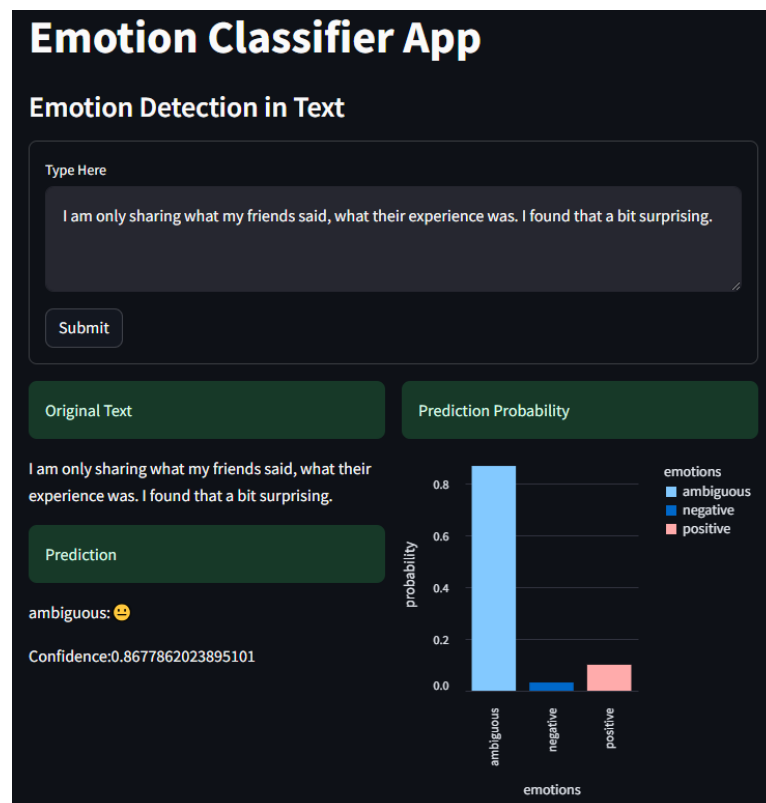 Emotion Classifier App
Emotion Detection in Text
Type Here
I am only sharing what my friends said, what their experience was. I found that a bit surprising.
Submit
Original Text
I am only sharing what my friends said, what their
experience was. I found that a bit surprising.
Prediction
ambiguous: 😐
Confidence:0.8677862023895101
Prediction Probability
probability
0.8
0.6
0.4
0.2
0.0
ambiguous
negative
positive
emotions
emotions
ambiguous
negative
positive